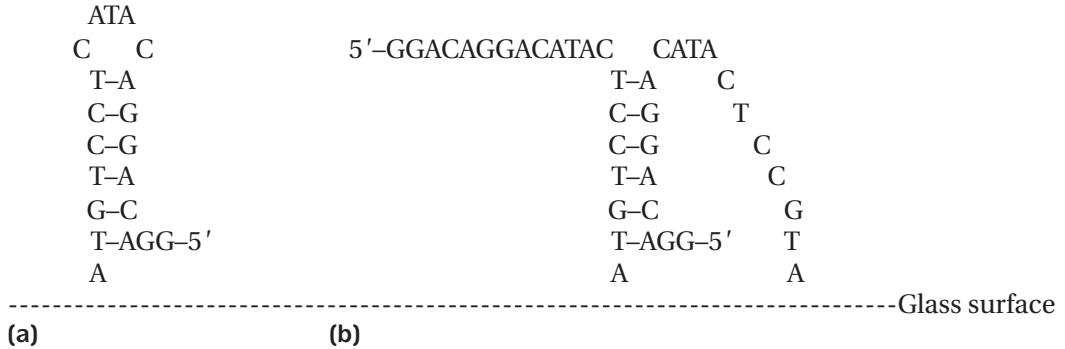 ATA
C C 5′–GGACAGGACATAC CATA
T–A T–A C
C–G C–G T
C–G C–G C
T–A T–A C
G–C G–C G
T–AGG–5′ T–AGG–5′ T
A A A
Glass surface
(a) (b)